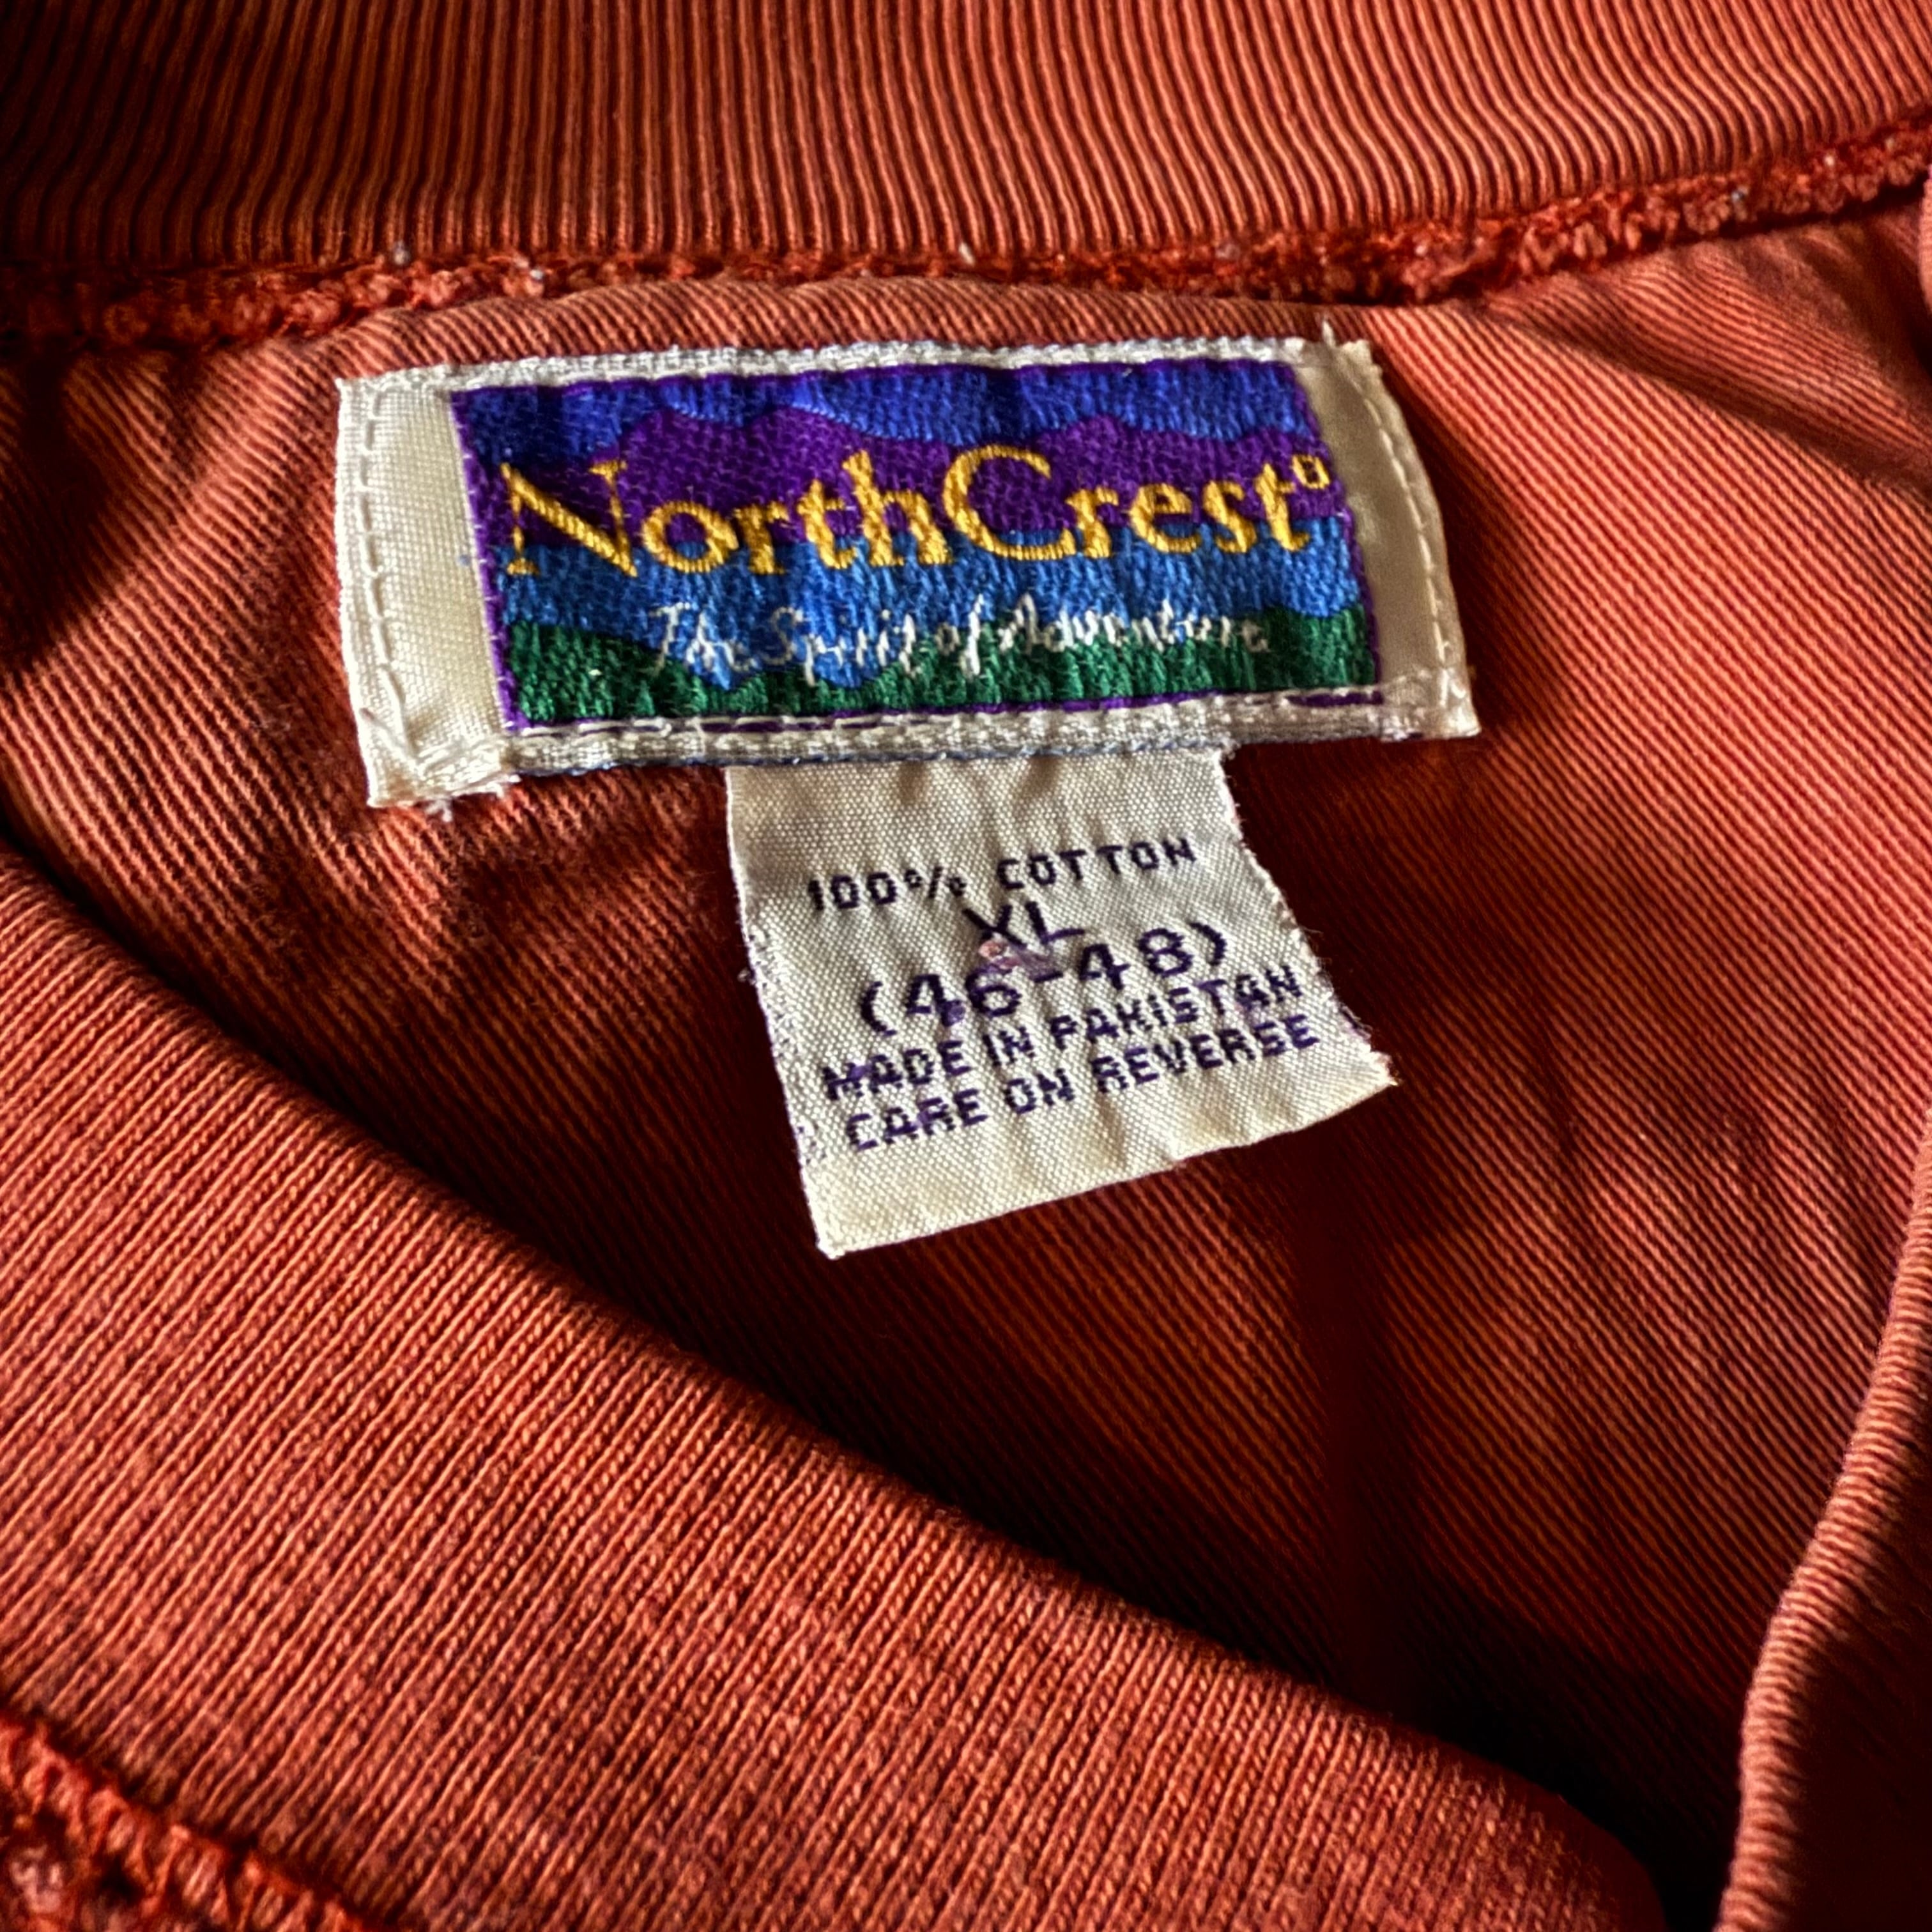 NorthCrest®
The Spirit of Adventure
100% COTTON
XL
(46-48)
MADE IN PAKISTAN
CARE ON REVERSE